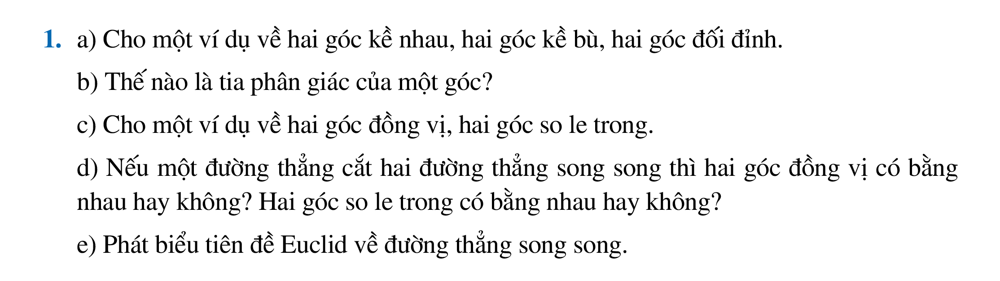 1. a) Cho một ví dụ về hai góc kề nhau, hai góc kề bù, hai góc đối đỉnh.
b) Thế nào là tia phân giác của một góc?
c) Cho một ví dụ về hai góc đồng vị, hai góc so le trong.
d) Nếu một đường thẳng cắt hai đường thẳng song song thì hai góc đồng vị có bằng
nhau hay không? Hai góc so le trong có bằng nhau hay không?
e) Phát biểu tiên đề Euclid về đường thẳng song song.